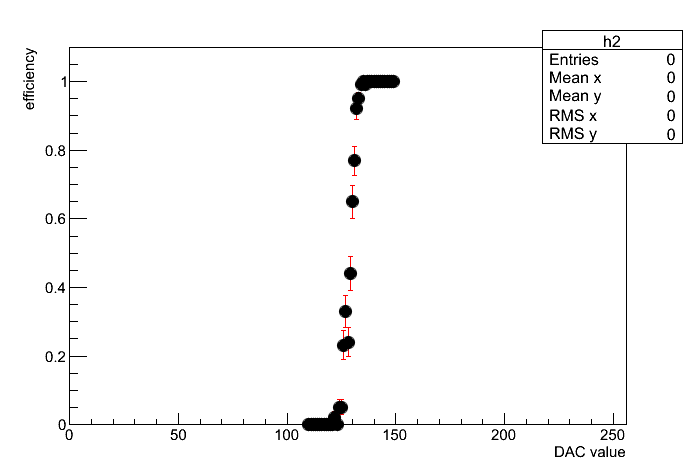 h2
Entries 0
Mean x 0
Mean y 0
RMS x 0
RMS y 0
efficiency
1
0.8
0.6
0.4
0.2
0
0 50 100 150 200 250
DAC value